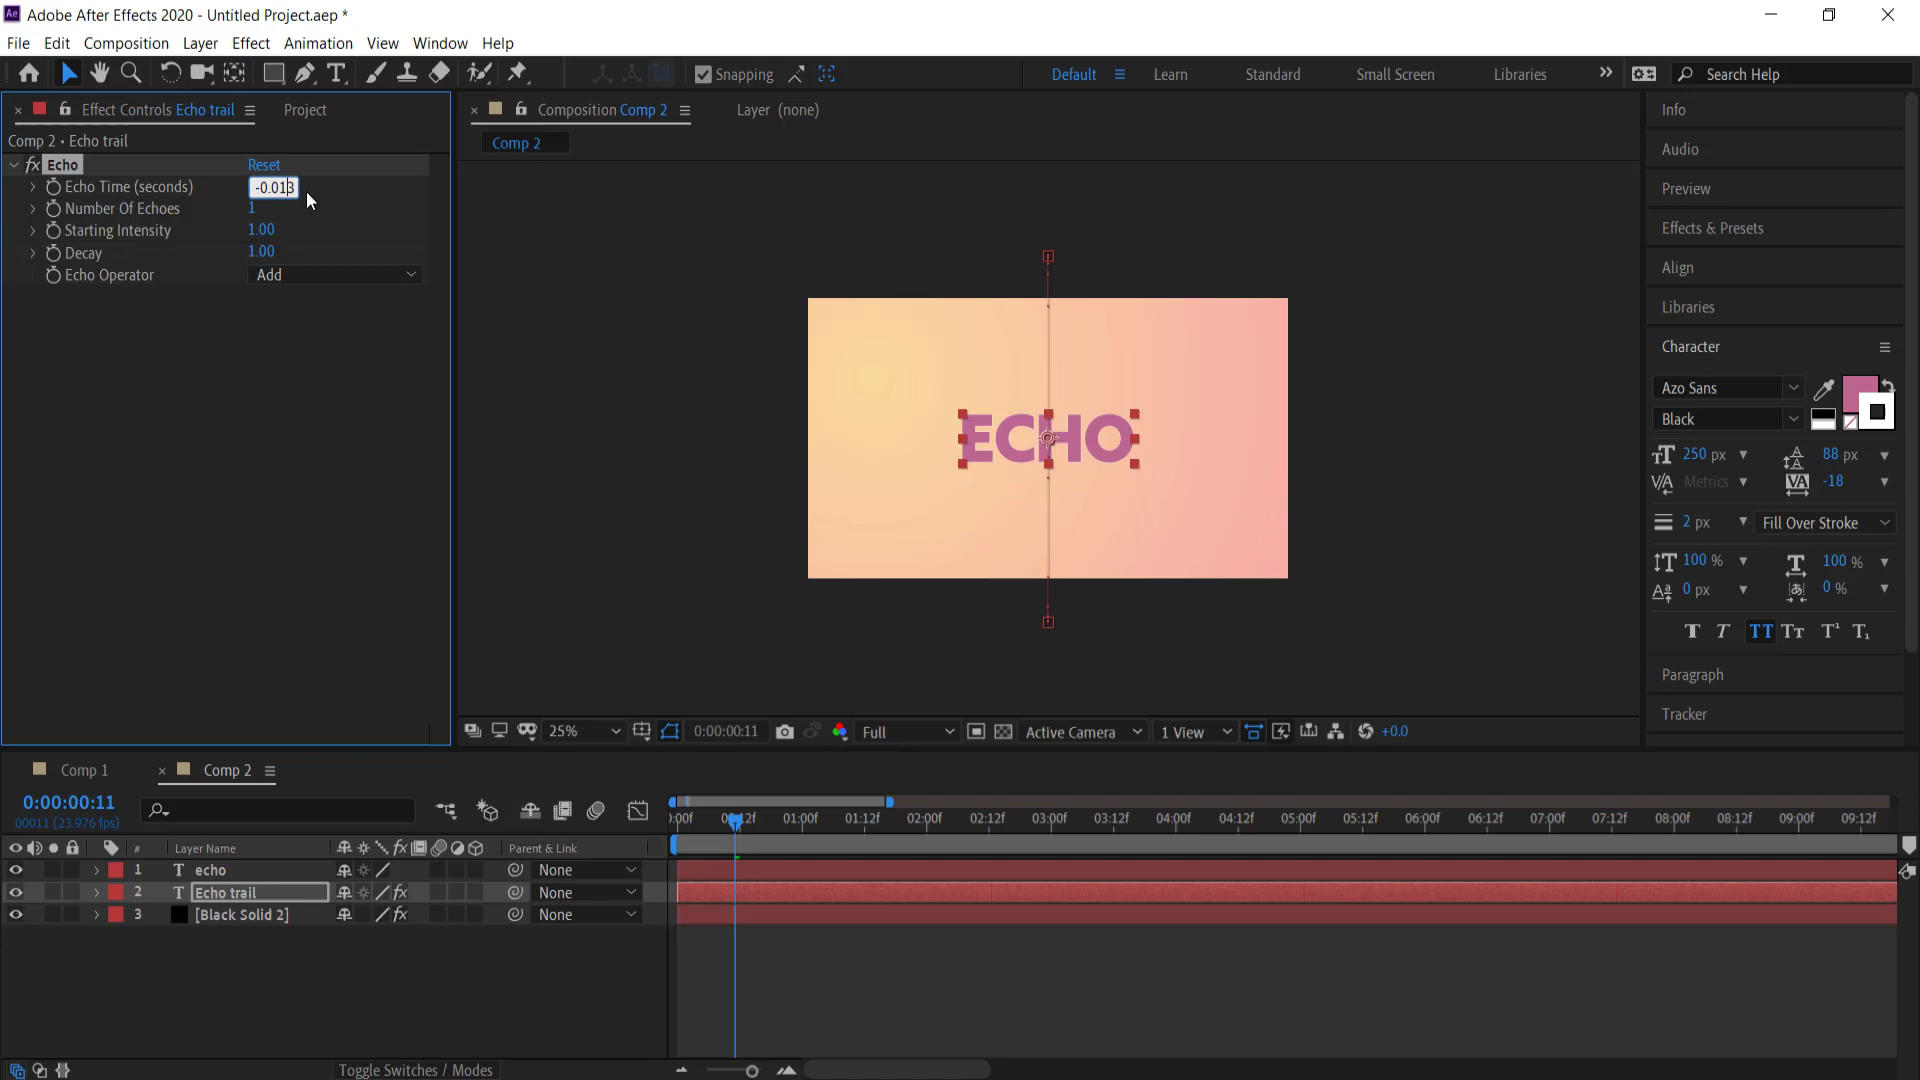 Adobe After Effects 2020 - Untitled Project.aep *
File Edit Composition Layer Effect Animation View Window Help
Snapping Default Learn Standard Small Screen Libraries Search Help
Effect Controls Echo trail Project
Composition Comp 2 Layer (none)
Info
Comp 2 • Echo trail
Comp 2
Audio
fx Echo Reset
Echo Time (seconds) -0.013
Preview
Number Of Echoes 1
Starting Intensity 1.00
Effects & Presets
Decay 1.00
Echo Operator Add
Align
Libraries
Character
Azo Sans
Black
ECHO
250 px 88 px
Metrics -18
2 px Fill Over Stroke
100 % 100 %
0 px 0 %
T T TT Tт T¹ T₁
Paragraph
Tracker
25% 0:00:00:11 Full Active Camera 1 View +0.0
Comp 1 Comp 2
0:00:00:11
00011 (23.976 fps)
:00f 00:12f 01:00f 01:12f 02:00f 02:12f 03:00f 03:12f 04:00f 04:12f 05:00f 05:12f 06:00f 06:12f 07:00f 07:12f 08:00f 08:12f 09:00f 09:12f
# Layer Name fx Parent & Link
1 T echo None
2 T Echo trail fx None
3 [Black Solid 2] fx None
Toggle Switches / Modes